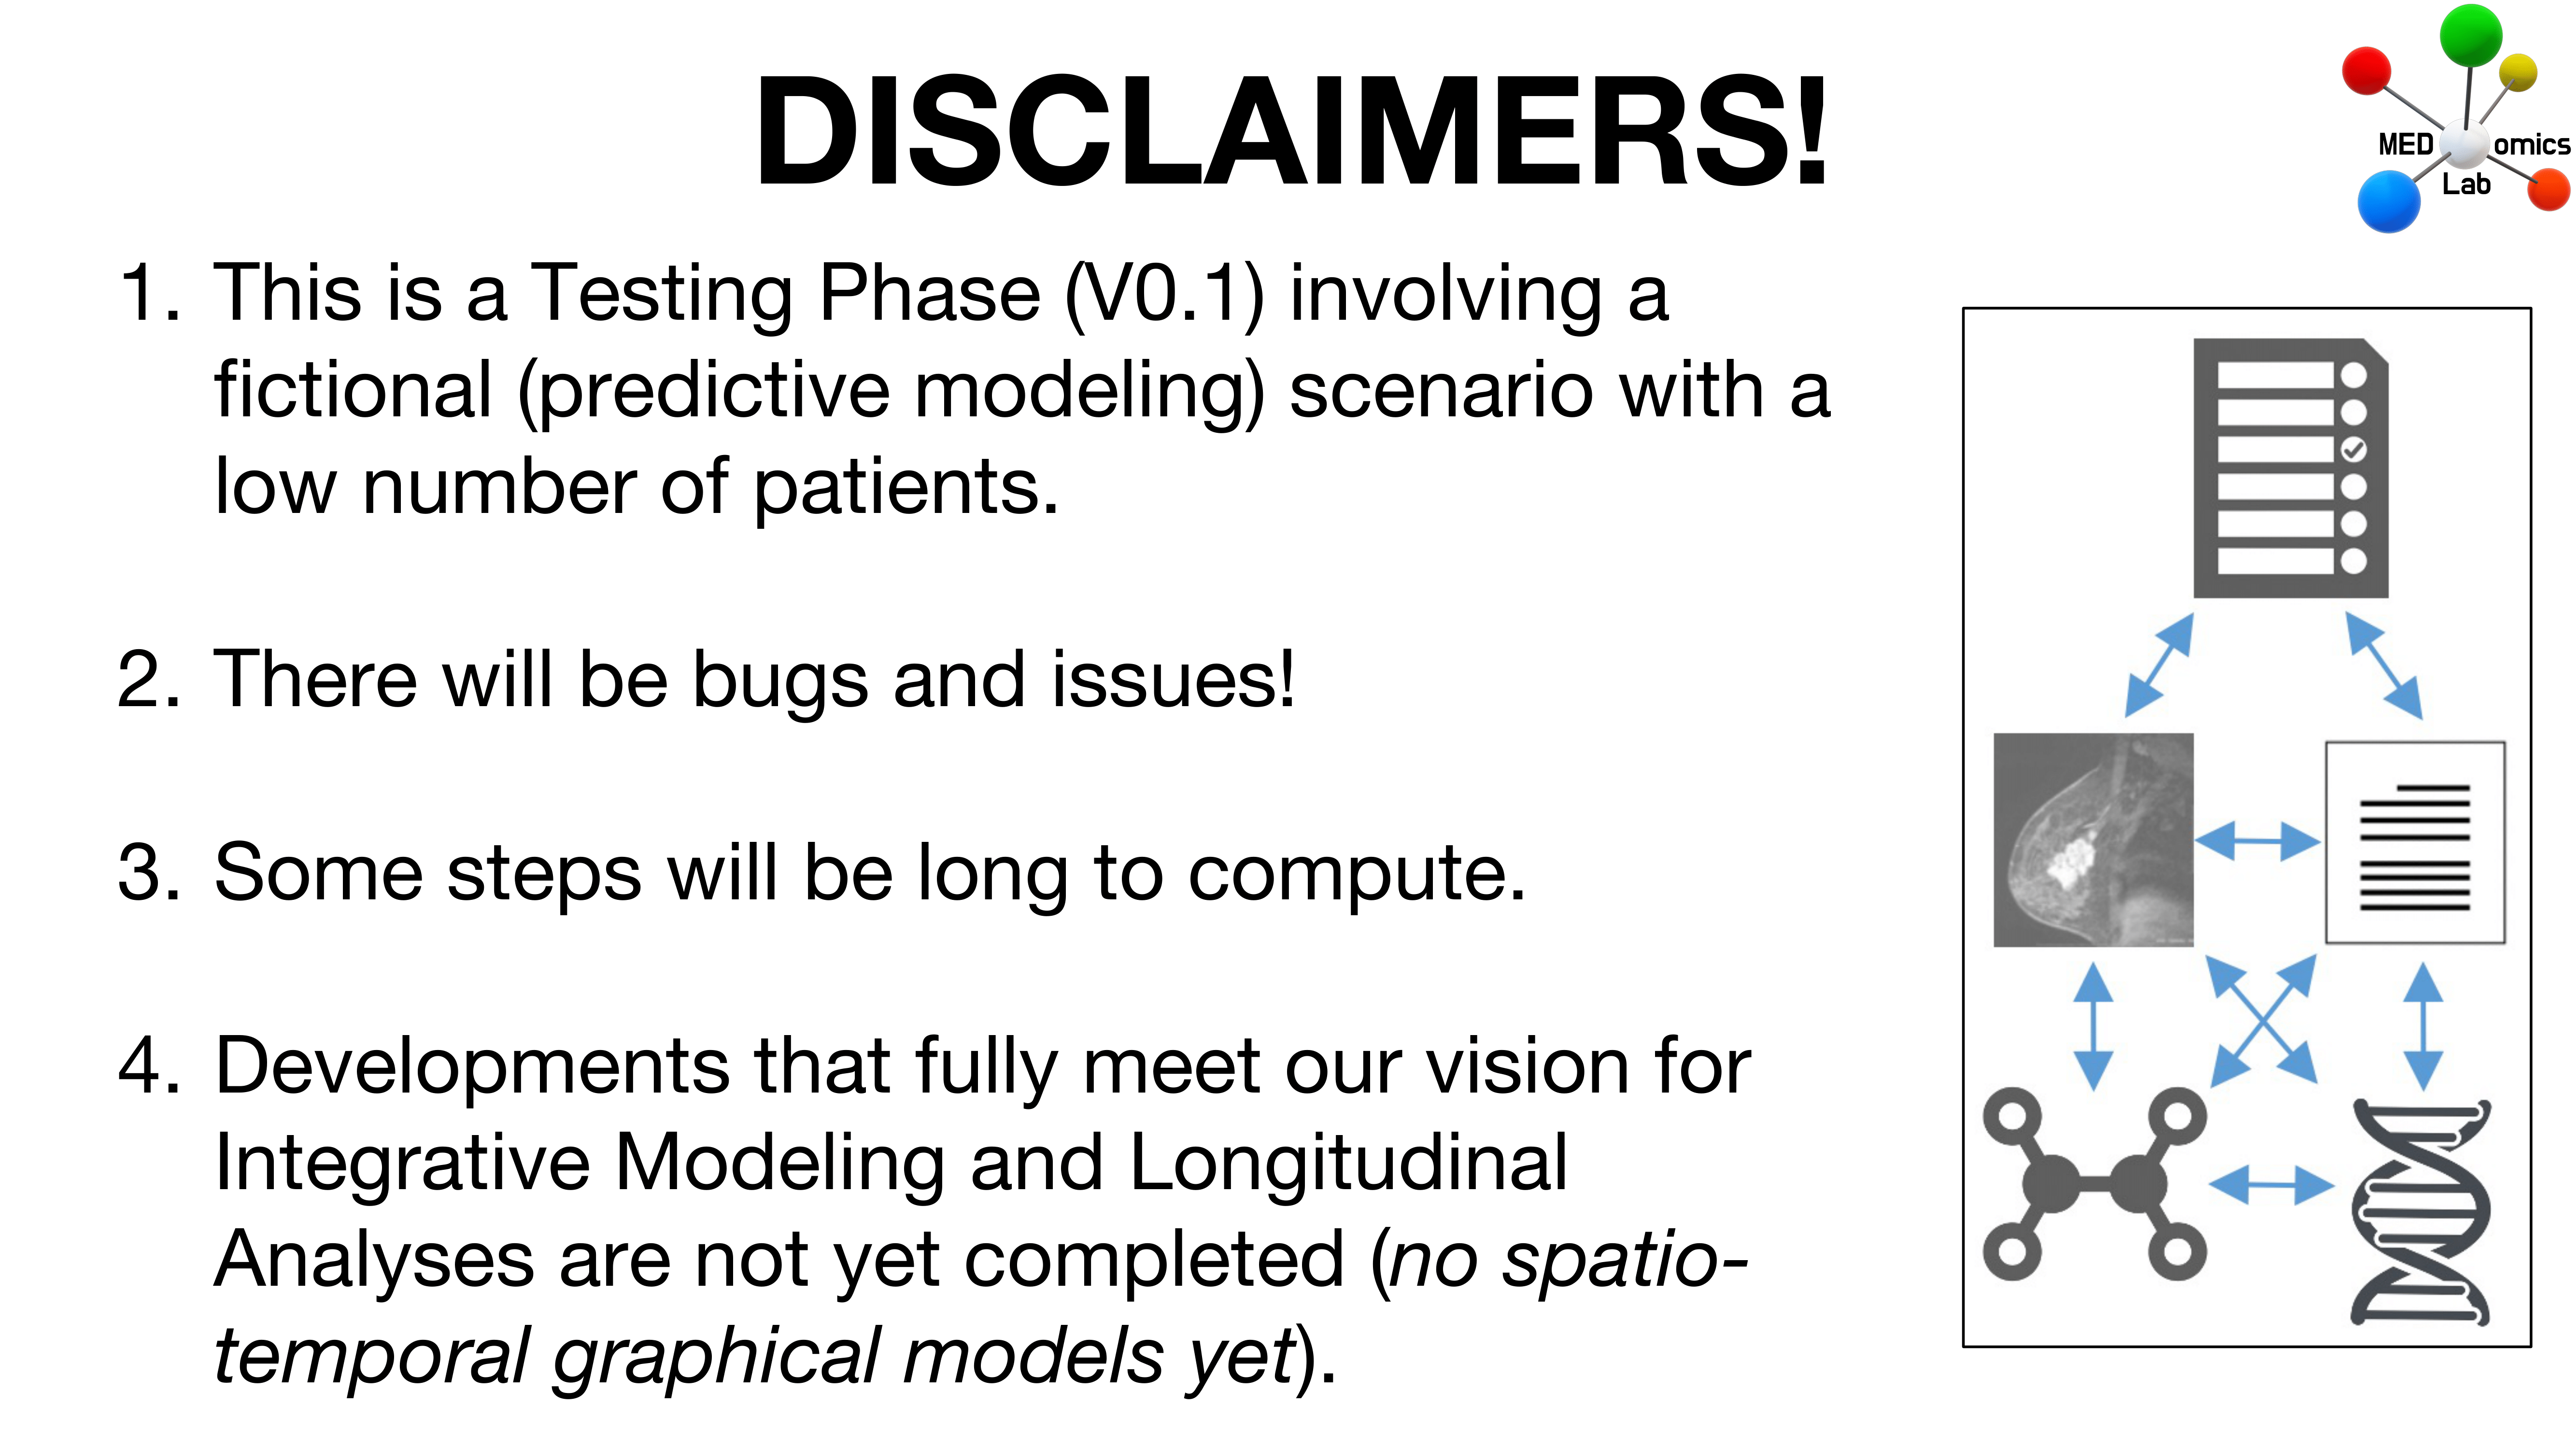 DISCLAIMERS!
MED omics
Lab
1. This is a Testing Phase (V0.1) involving a
fictional (predictive modeling) scenario with a
low number of patients.
2. There will be bugs and issues!
3. Some steps will be long to compute.
4. Developments that fully meet our vision for
Integrative Modeling and Longitudinal
Analyses are not yet completed (no spatio-
temporal graphical models yet).